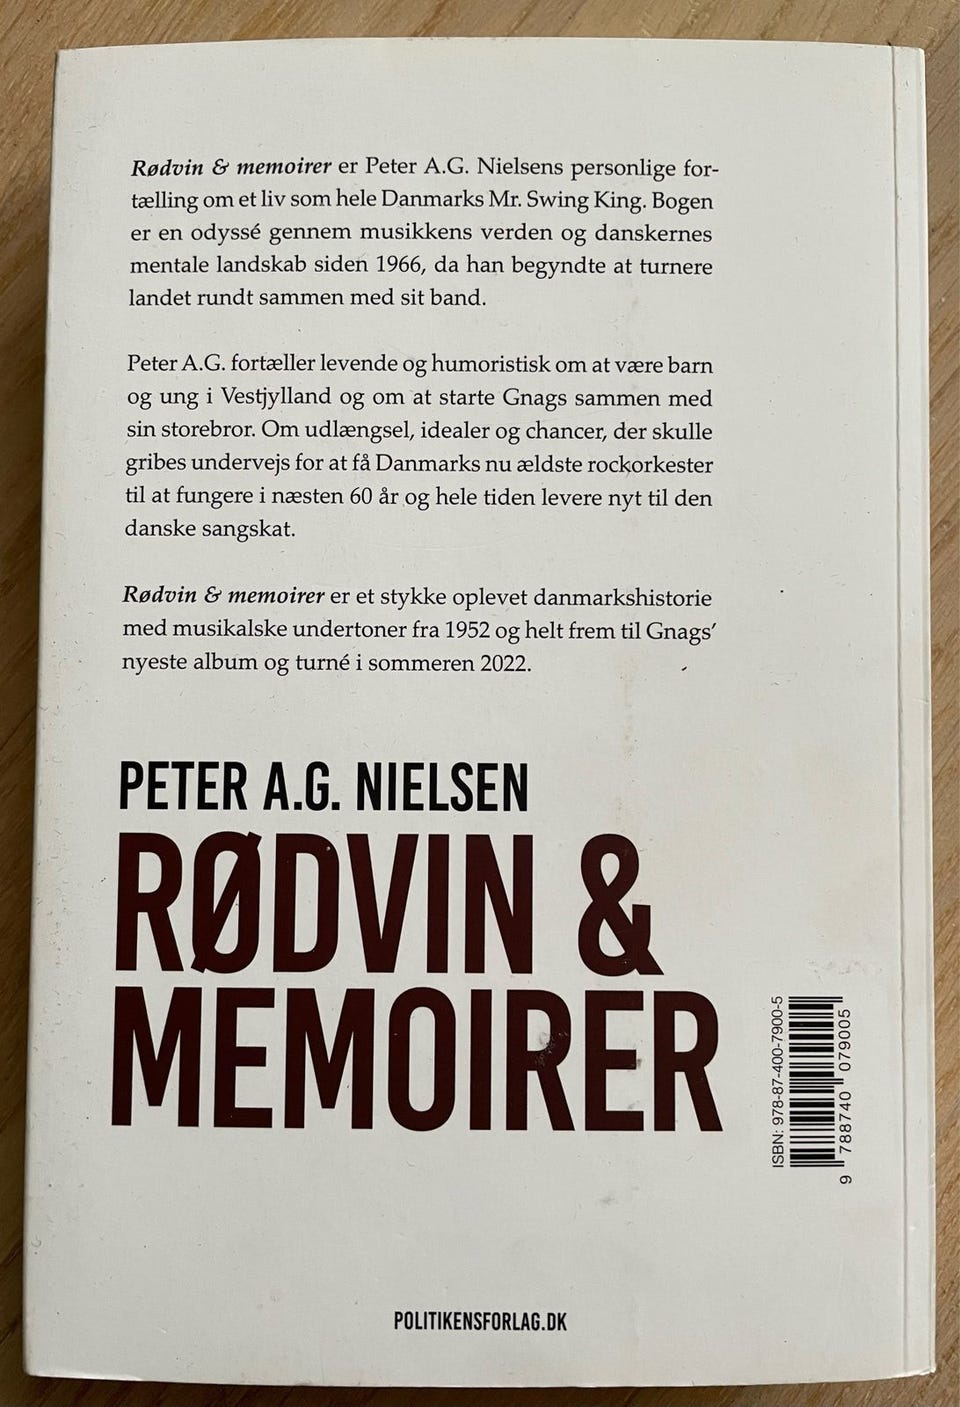 Rødvin & memoirer er Peter A.G. Nielsens personlige for-
tælling om et liv som hele Danmarks Mr. Swing King. Bogen
er en odyssé gennem musikkens verden og danskernes
mentale landskab siden 1966, da han begyndte at turnere
landet rundt sammen med sit band.
Peter A.G. fortæller levende og humoristisk om at være barn
og ung i Vestjylland og om at starte Gnags sammen med
sin storebror. Om udlængsel, idealer og chancer, der skulle
gribes undervejs for at få Danmarks nu ældste rockorkester
til at fungere i næsten 60 år og hele tiden levere nyt til den
danske sangskat.
Rødvin & memoirer er et stykke oplevet danmarkshistorie
med musikalske undertoner fra 1952 og helt frem til Gnags’
nyeste album og turné i sommeren 2022.
PETER A.G. NIELSEN
RØDVIN &
MEMOIRER
ISBN: 978-87-400-7900-5
9 788740 079005
POLITIKENSFORLAG.DK